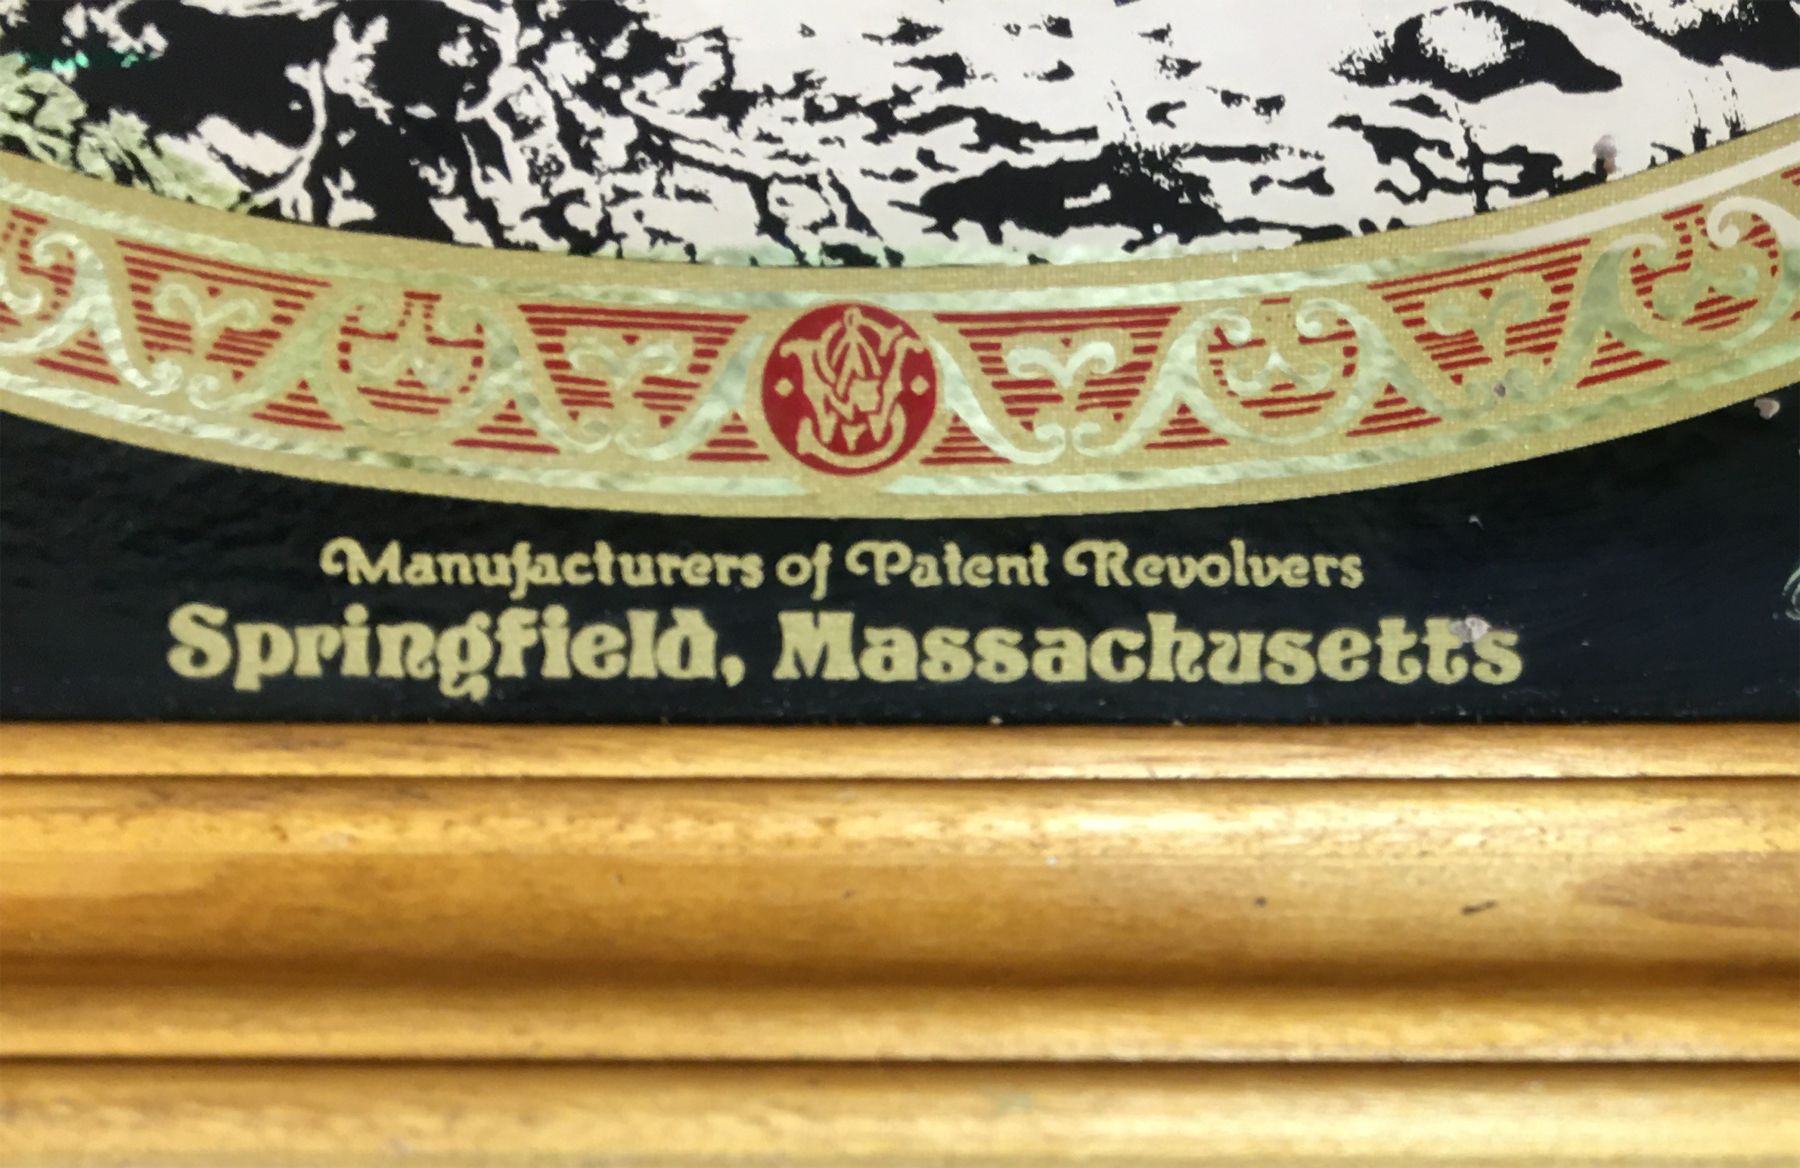 Manufacturers of Patent Revolvers
Springfield, Massachusetts